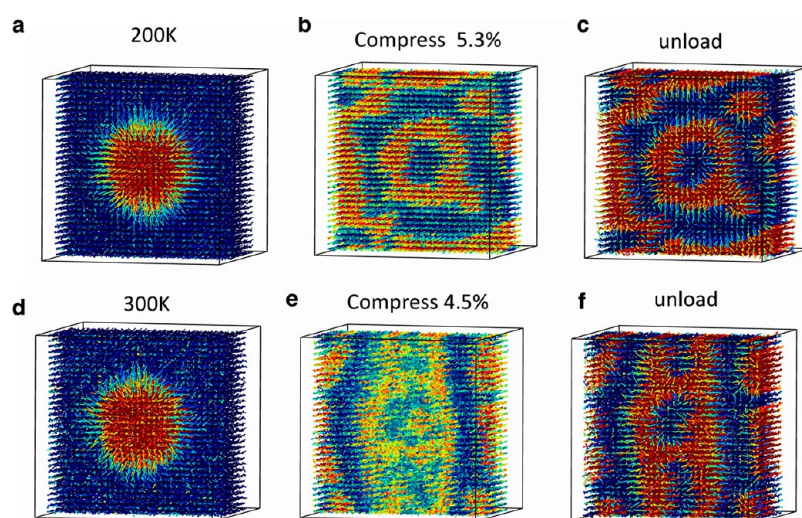 a
200K
b
Compress 5.3%
c
unload
d
300K
e
Compress 4.5%
f
unload